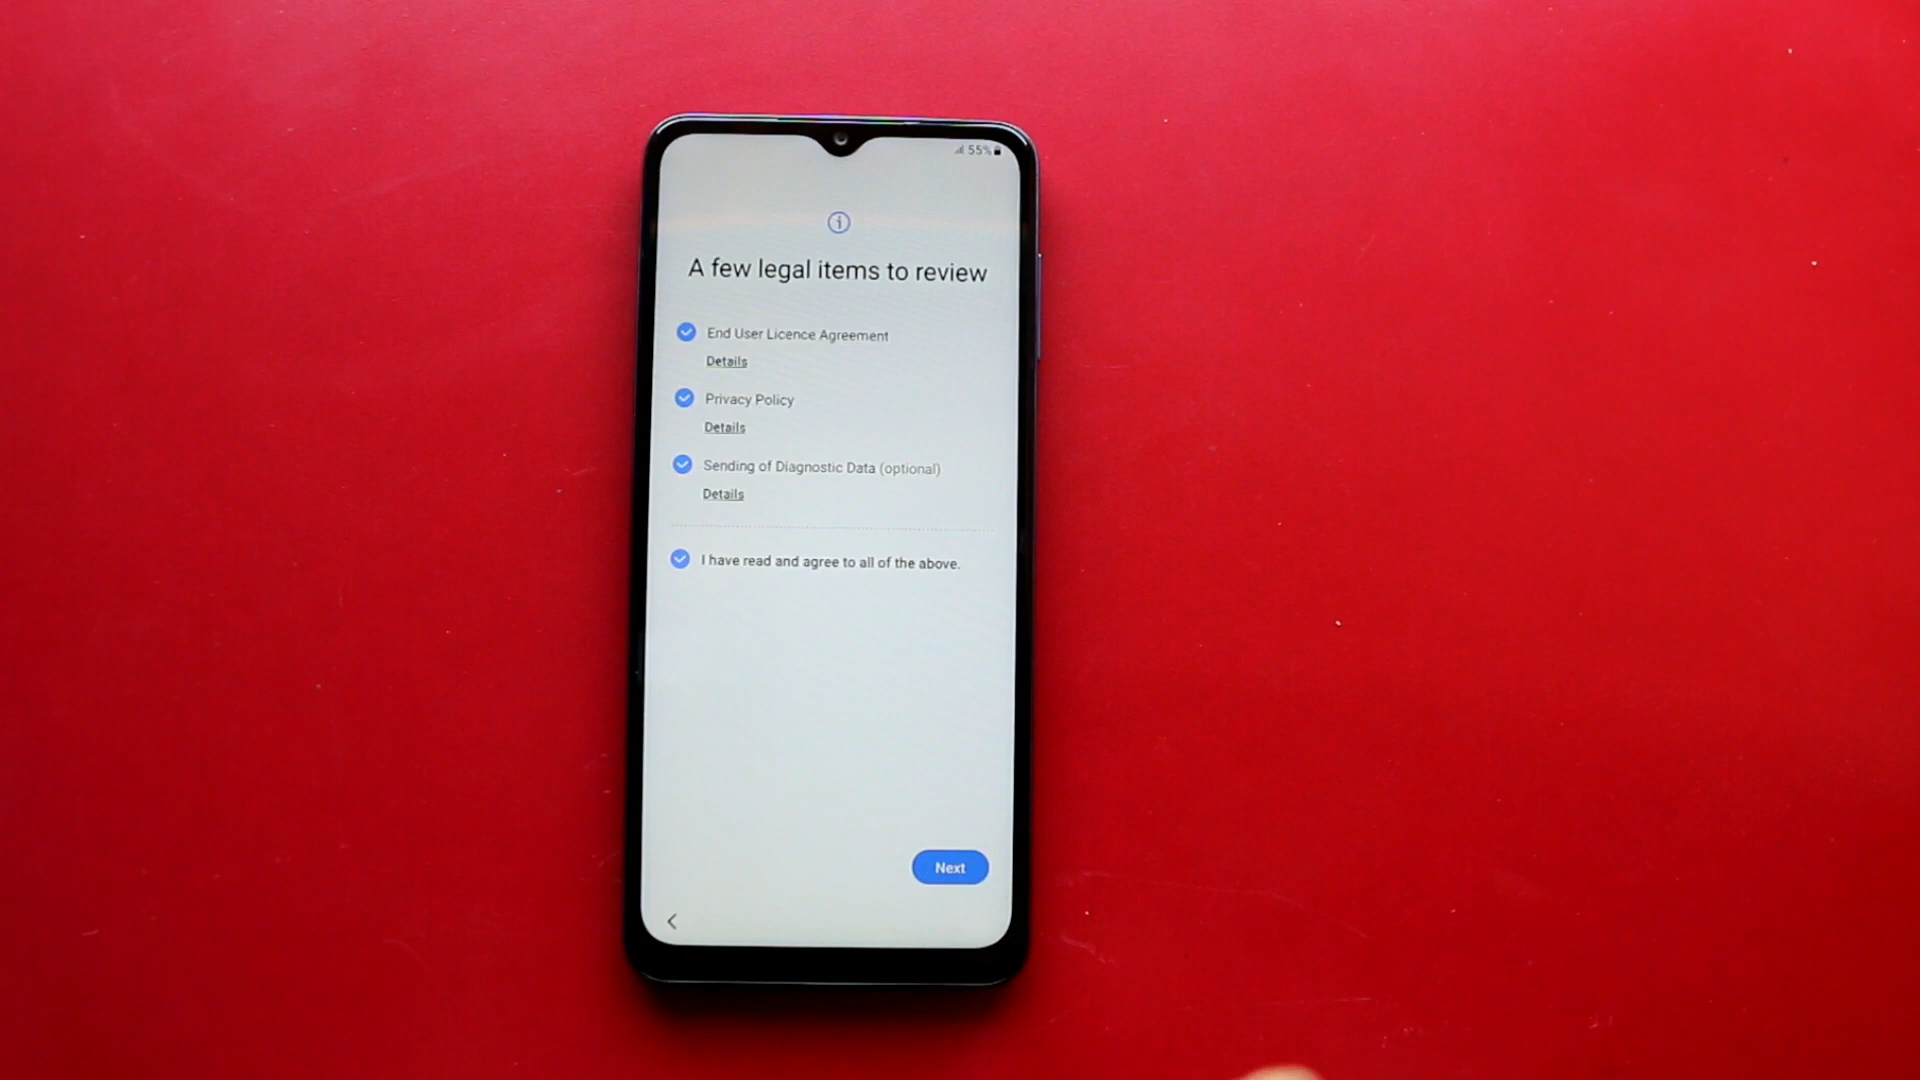 55%
A few legal items to review
End User Licence Agreement
Details
Privacy Policy
Details
Sending of Diagnostic Data (optional)
Details
I have read and agree to all of the above.
Next